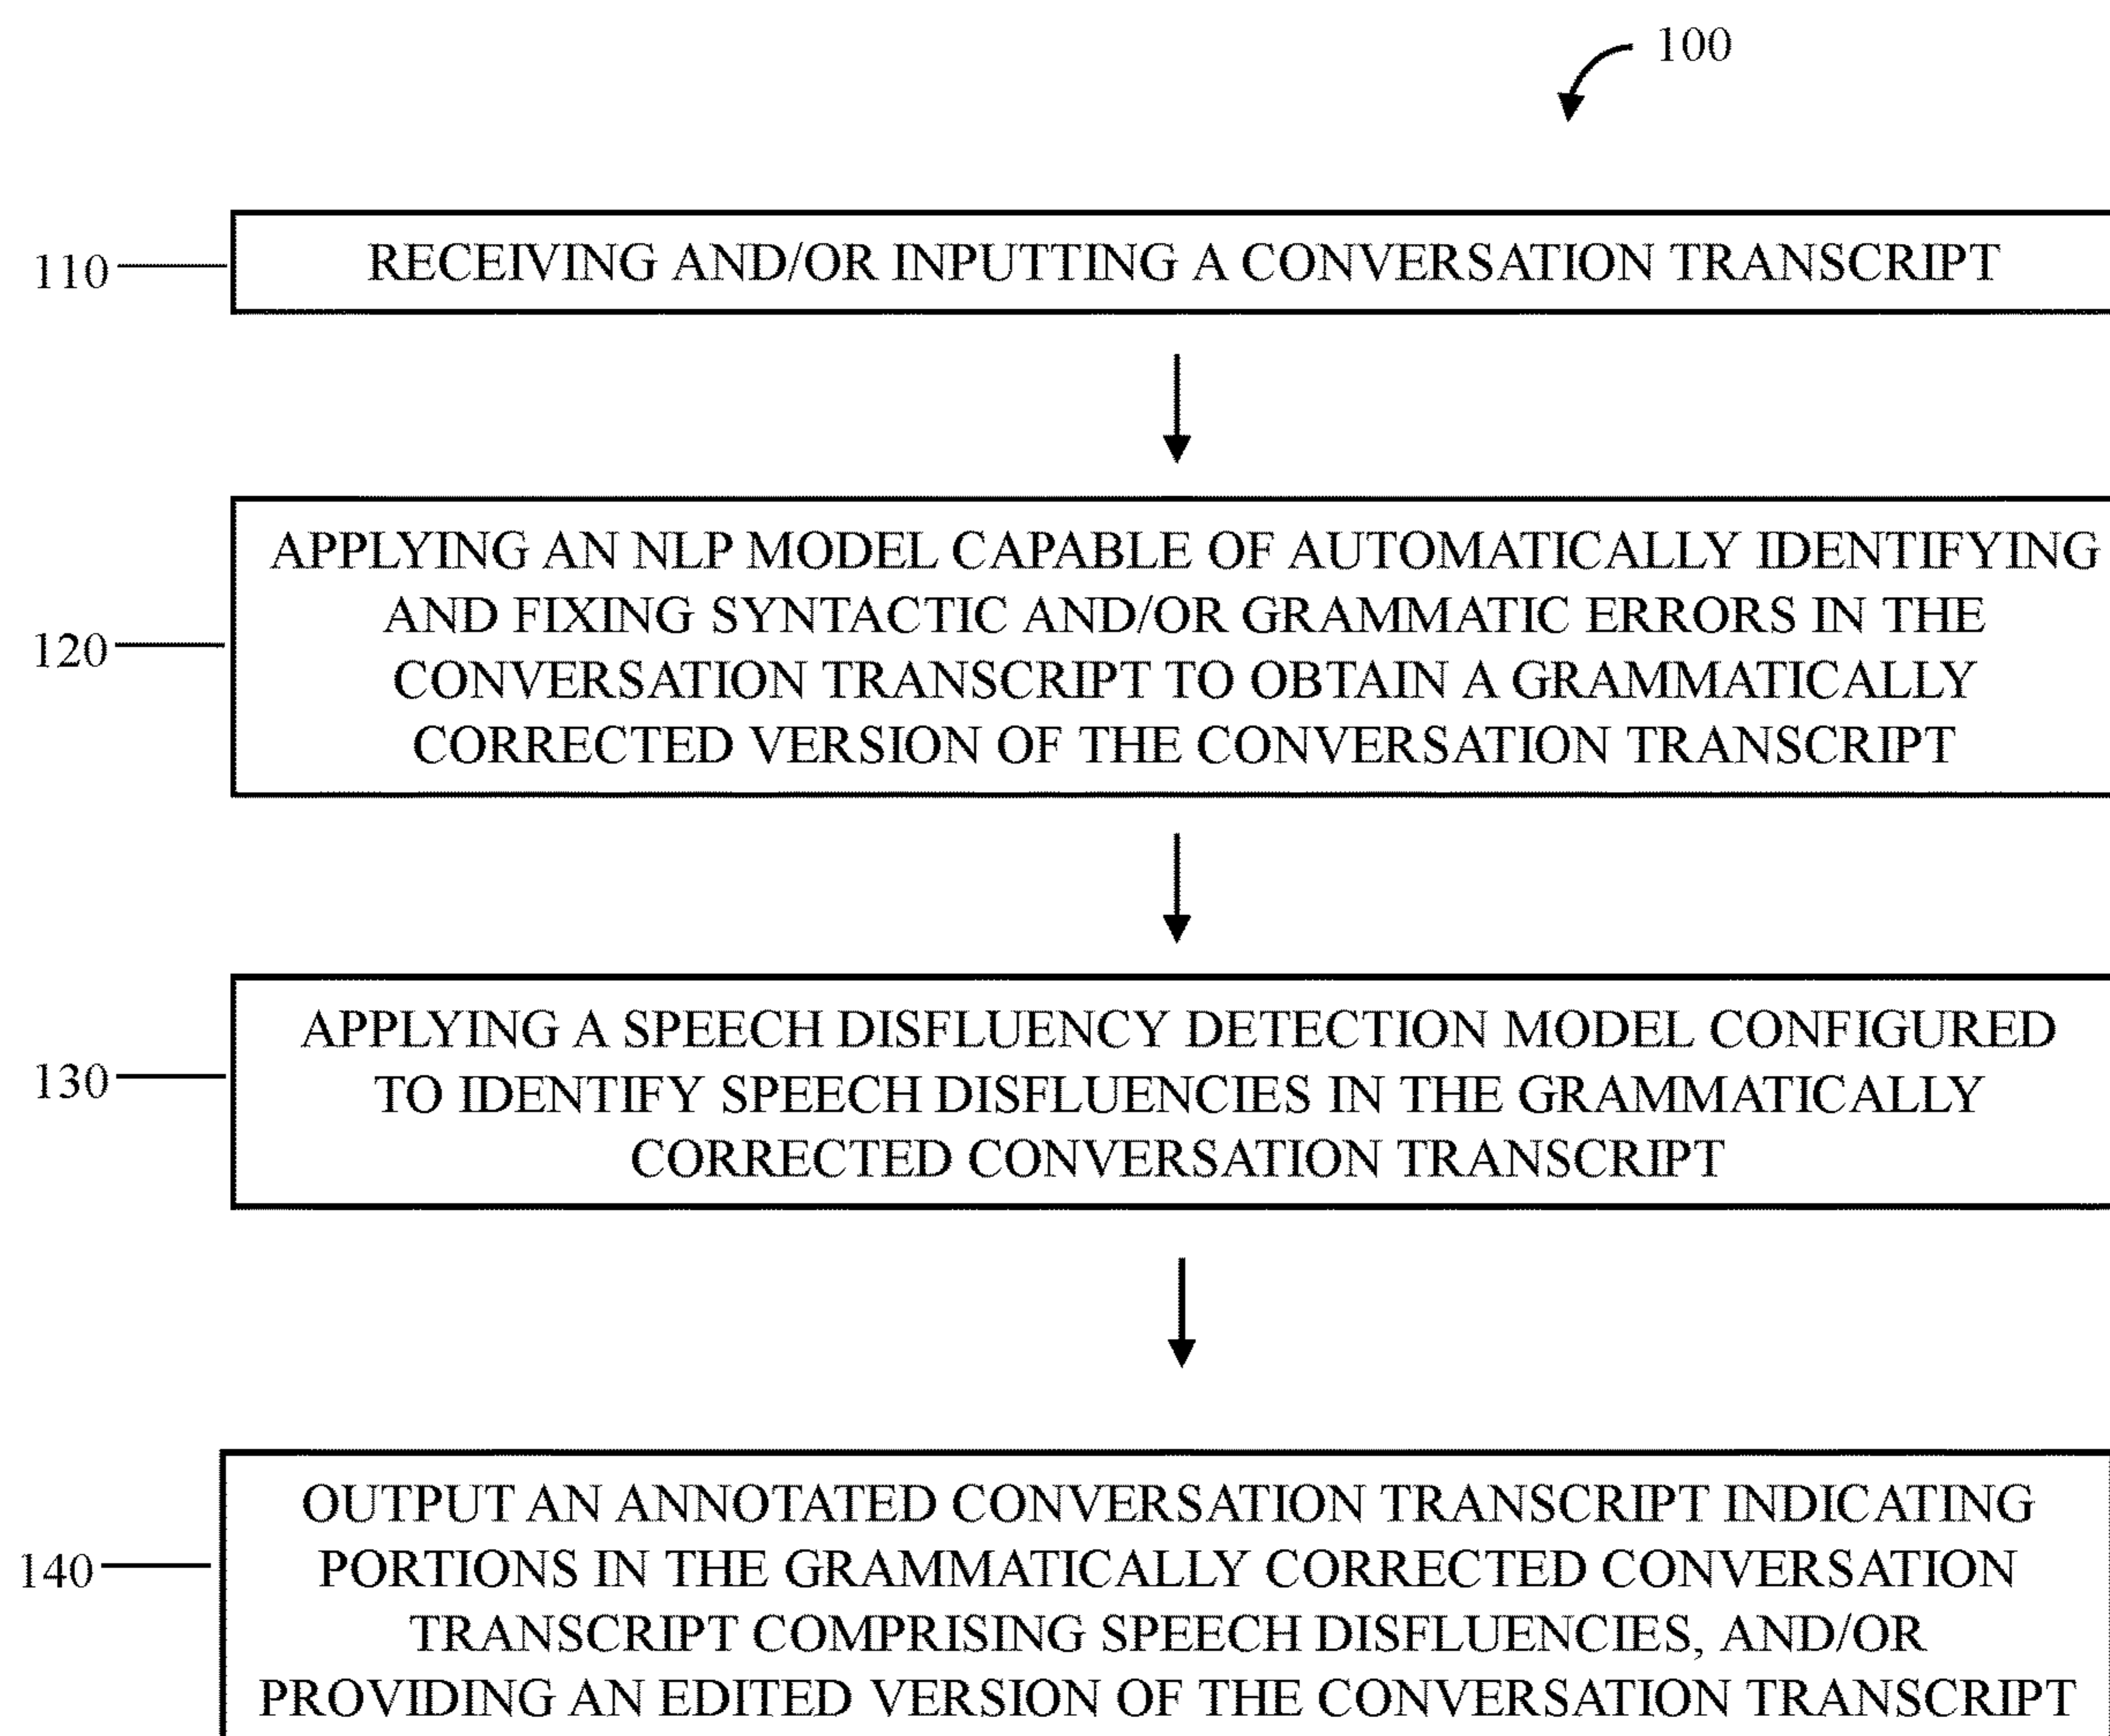 100
110
RECEIVING AND/OR INPUTTING A CONVERSATION TRANSCRIPT
APPLYING AN NLP MODEL CAPABLE OF AUTOMATICALLY IDENTIFYING
AND FIXING SYNTACTIC AND/OR GRAMMATIC ERRORS IN THE
120
CONVERSATION TRANSCRIPT TO OBTAIN A GRAMMATICALLY
CORRECTED VERSION OF THE CONVERSATION TRANSCRIPT
APPLYING A SPEECH DISFLUENCY DETECTION MODEL CONFIGURED
130
TO IDENTIFY SPEECH DISFLUENCIES IN THE GRAMMATICALLY
CORRECTED CONVERSATION TRANSCRIPT
OUTPUT AN ANNOTATED CONVERSATION TRANSCRIPT INDICATING
140
PORTIONS IN THE GRAMMATICALLY CORRECTED CONVERSATION
TRANSCRIPT COMPRISING SPEECH DISFLUENCIES, AND/OR
PROVIDING AN EDITED VERSION OF THE CONVERSATION TRANSCRIPT